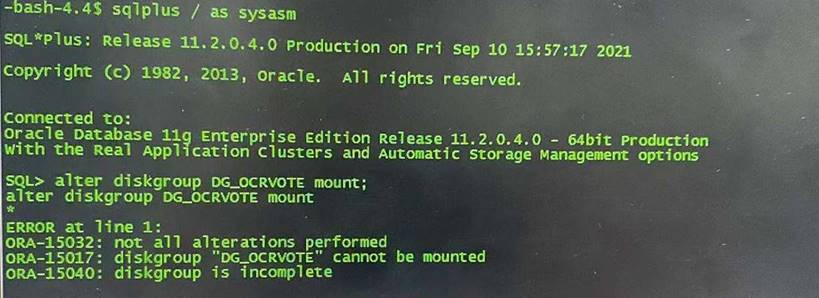 -bash-4.4$ sqlplus / as sysasm
SQL*Plus: Release 11.2.0.4.0 Production on Fri Sep 10 15:57:17 2021
Copyright (c) 1982, 2013, Oracle.  All rights reserved.
Connected to:
Oracle Database 11g Enterprise Edition Release 11.2.0.4.0 - 64bit Production
With the Real Application Clusters and Automatic Storage Management options
SQL> alter diskgroup DG_OCRVOTE mount;
alter diskgroup DG_OCRVOTE mount
*
ERROR at line 1:
ORA-15032: not all alterations performed
ORA-15017: diskgroup "DG_OCRVOTE" cannot be mounted
ORA-15040: diskgroup is incomplete